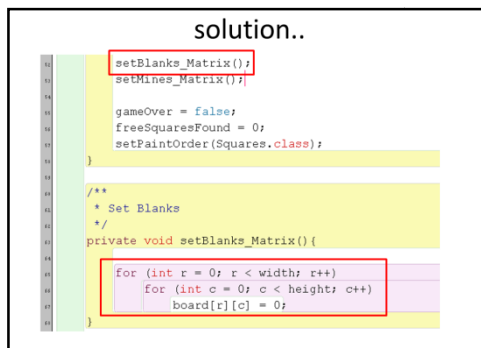 solution..
setBlanks_Matrix();
setMines_Matrix();
gameOver = false;
freeSquaresFound = 0;
setPaintOrder(Squares.class);
}
/**
* Set Blanks
*/
private void setBlanks_Matrix(){
for (int r = 0; r < width; r++)
for (int c = 0; c < height; c++)
board[r][c] = 0;
}